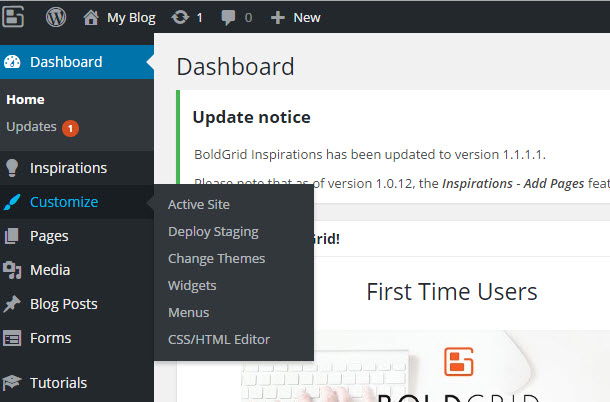 My Blog 1 0 New
Dashboard
Home
Updates 1
Inspirations
Customize
Pages
Media
Blog Posts
Forms
Tutorials
Active Site
Deploy Staging
Change Themes
Widgets
Menus
CSS/HTML Editor
Dashboard
Update notice
BoldGrid Inspirations has been updated to version 1.1.1.1.
Please note that as of version 1.0.12, the Inspirations - Add Pages
Grid!
First Time Users
BOLDGRID